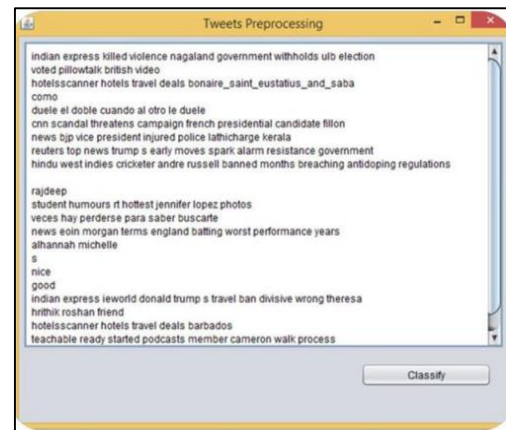 Tweets Preprocessing
indian express killed violence nagaland government withholds ulb election
voted pillowtalk british video
hotelsscanner hotels travel deals bonaire_saint_eustatius_and_saba
como
duele el doble cuando al otro le duele
cnn scandal threatens campaign french presidential candidate fillon
news bjp vice president injured police lathicharge kerala
reuters top news trump s early moves spark alarm resistance government
hindu west indies cricketer andre russell banned months breaching antidoping regulations
rajdeep
student humours rt hottest jennifer lopez photos
veces hay perderse para saber buscarte
news eoin morgan terms england batting worst performance years
alhannah michelle
s
nice
good
indian express ieworld donald trump s travel ban divisive wrong theresa
hrithik roshan friend
hotelsscanner hotels travel deals barbados
teachable ready started podcasts member cameron walk process
Classify